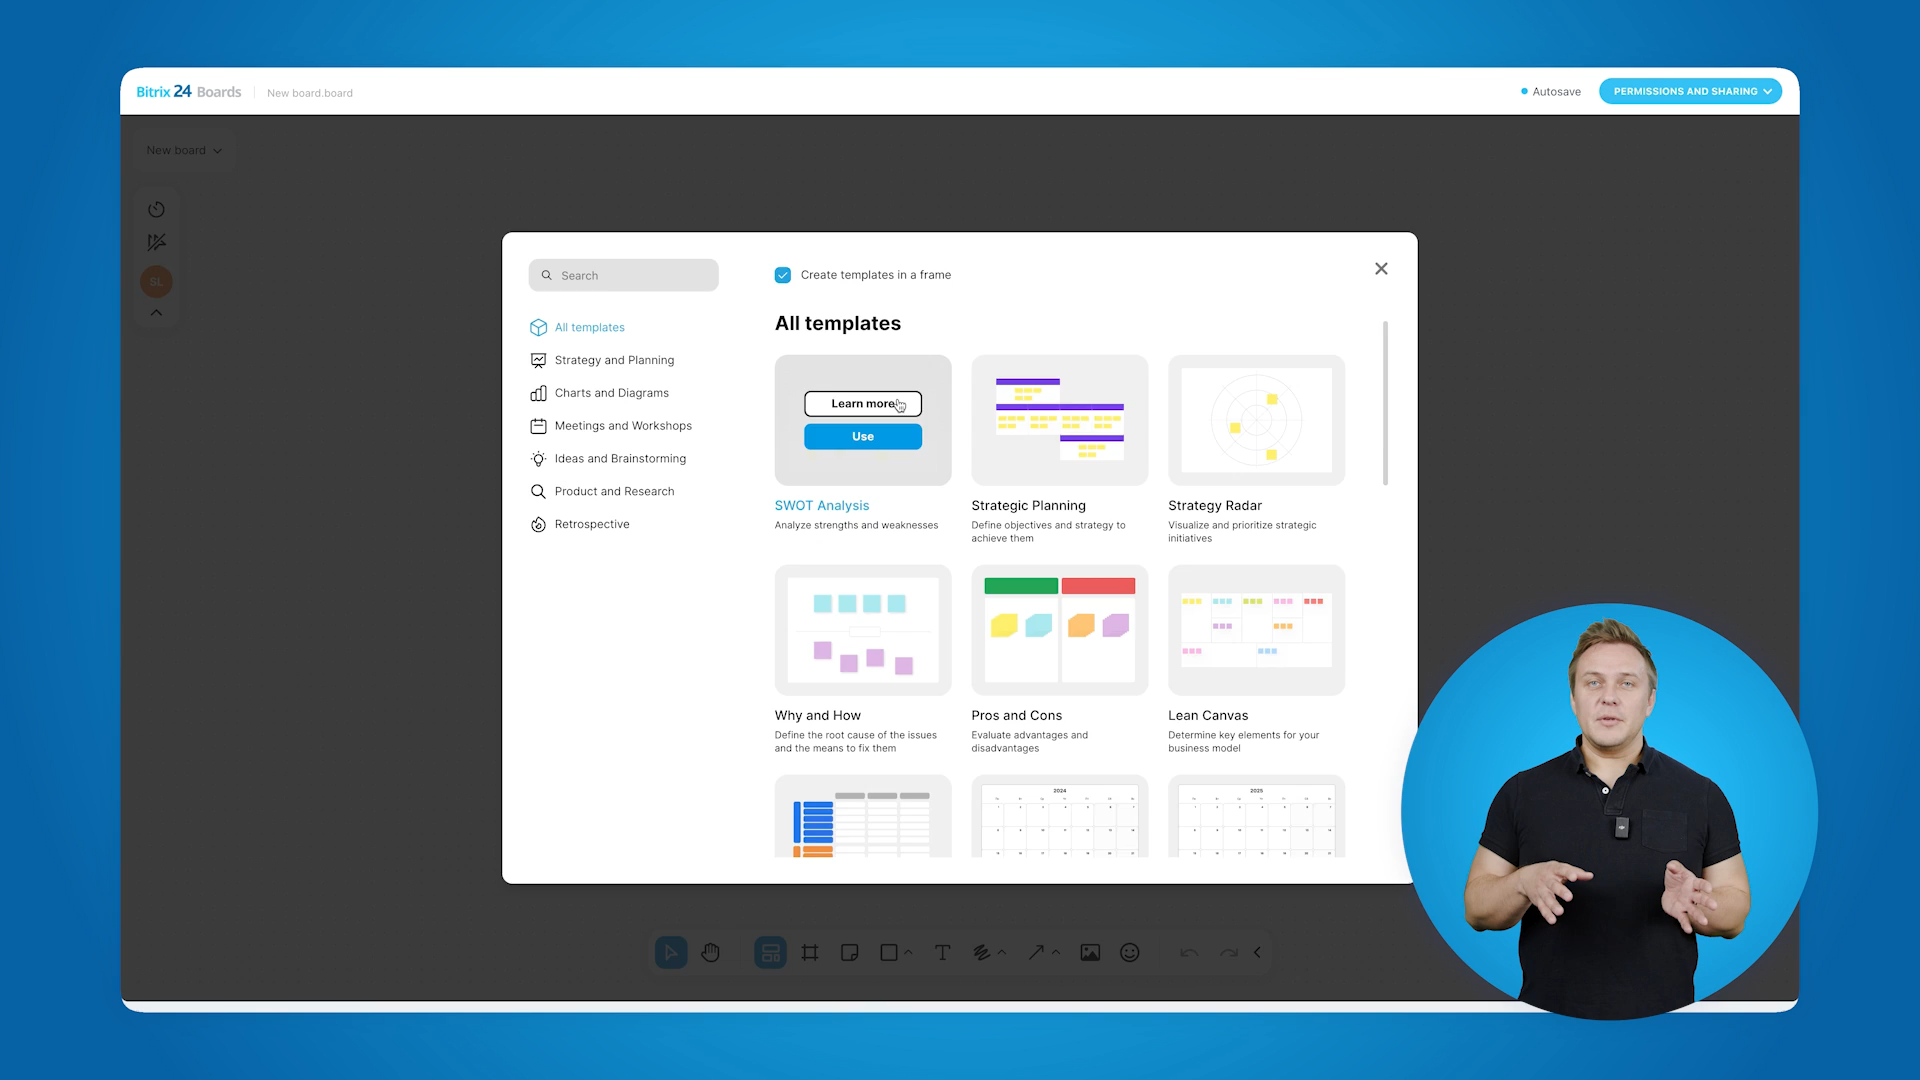 Bitrix 24 Boards
New board.board
Autosave
PERMISSIONS AND SHARING
New board
SL
Search
Create templates in a frame
All templates
Strategy and Planning
Charts and Diagrams
Meetings and Workshops
Ideas and Brainstorming
Product and Research
Retrospective
All templates
Learn more
Use
SWOT Analysis
Analyze strengths and weaknesses
Strategic Planning
Define objectives and strategy to
achieve them
Strategy Radar
Visualize and prioritize strategic
initiatives
Why and How
Define the root cause of the issues
and the means to fix them
Pros and Cons
Evaluate advantages and
disadvantages
Lean Canvas
Determine key elements for your
business model
2024
2025
T